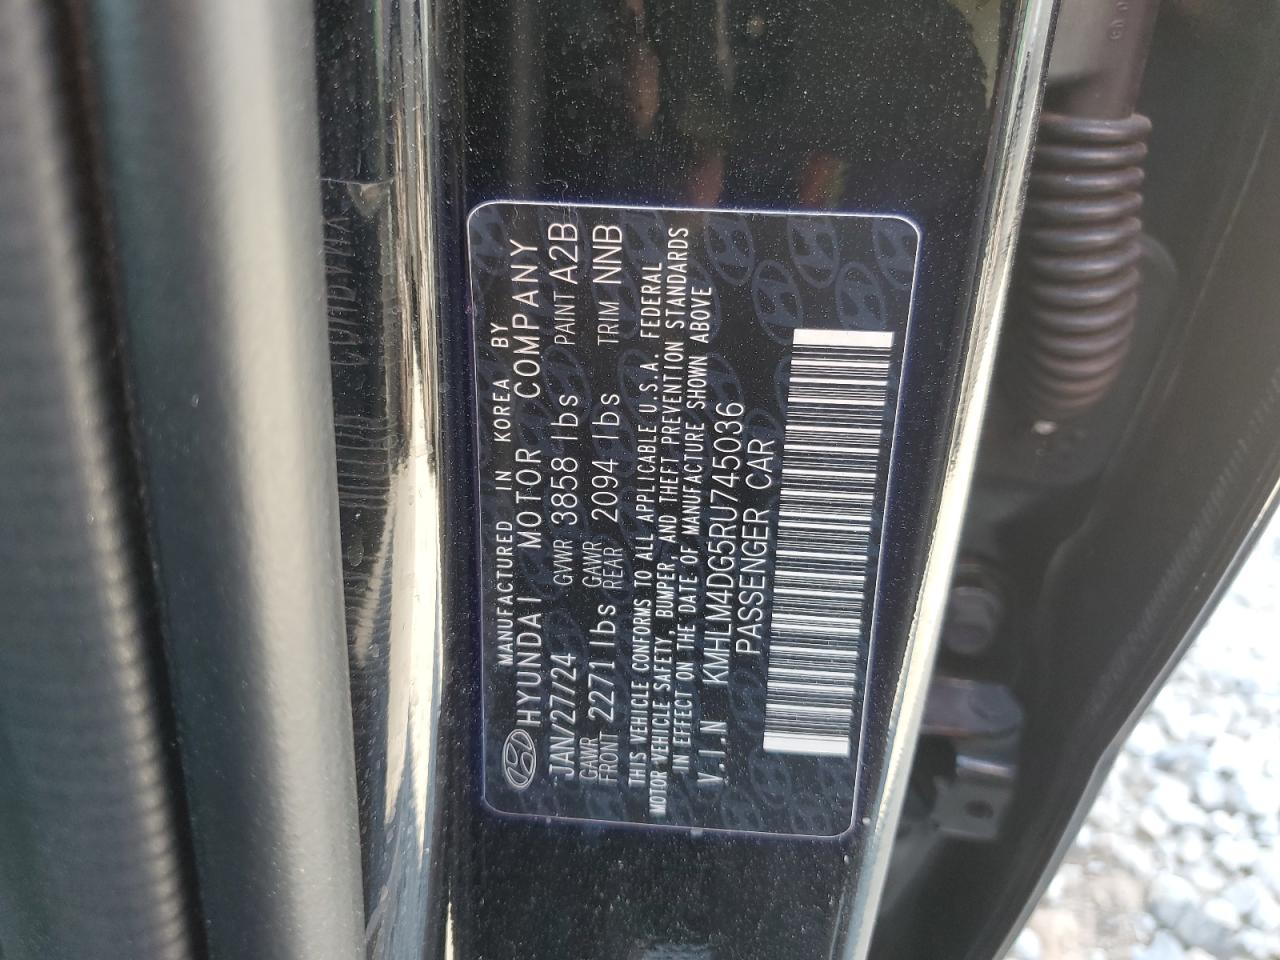 MANUFACTURED IN KOREA BY
HYUNDAI MOTOR COMPANY
JAN/27/24 GVWR 3858 lbs PAINT A2B
GAWR FRONT 2271 lbs GAWR REAR 2094 lbs TRIM NNB
THIS VEHICLE CONFORMS TO ALL APPLICABLE U.S.A. FEDERAL
MOTOR VEHICLE SAFETY, BUMPER, AND THEFT PREVENTION STANDARDS
IN EFFECT ON THE DATE OF MANUFACTURE SHOWN ABOVE
V.I.N KMHLM4DG5RU745036
PASSENGER CAR